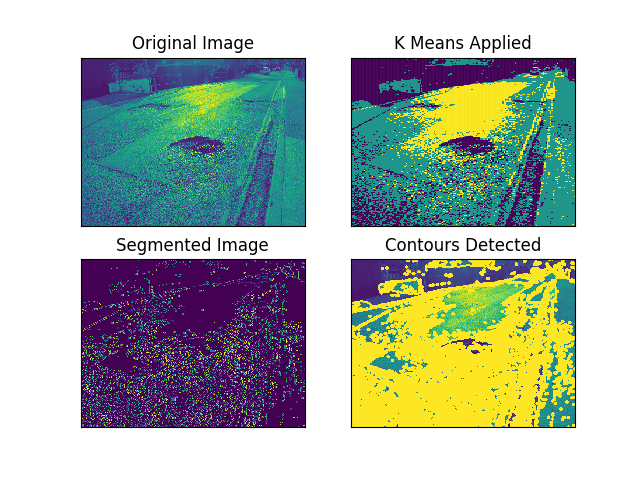 Original Image
K Means Applied
Segmented Image
Contours Detected